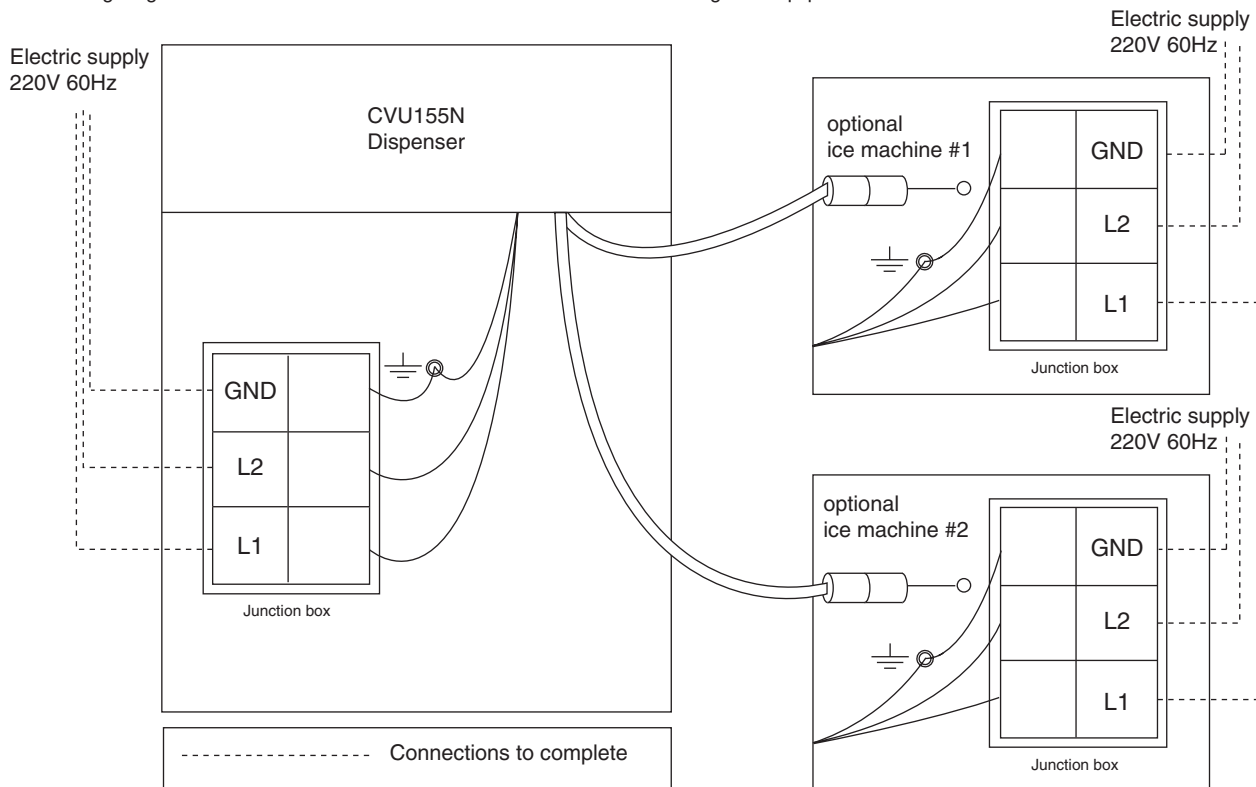 Electric supply
220V 60Hz
Electric supply
220V 60Hz
CVU155N
Dispenser
optional
ice machine #1
GND
L2
L1
Junction box
GND
L2
L1
Junction box
Electric supply
220V 60Hz
optional
ice machine #2
GND
L2
L1
Junction box
Connections to complete